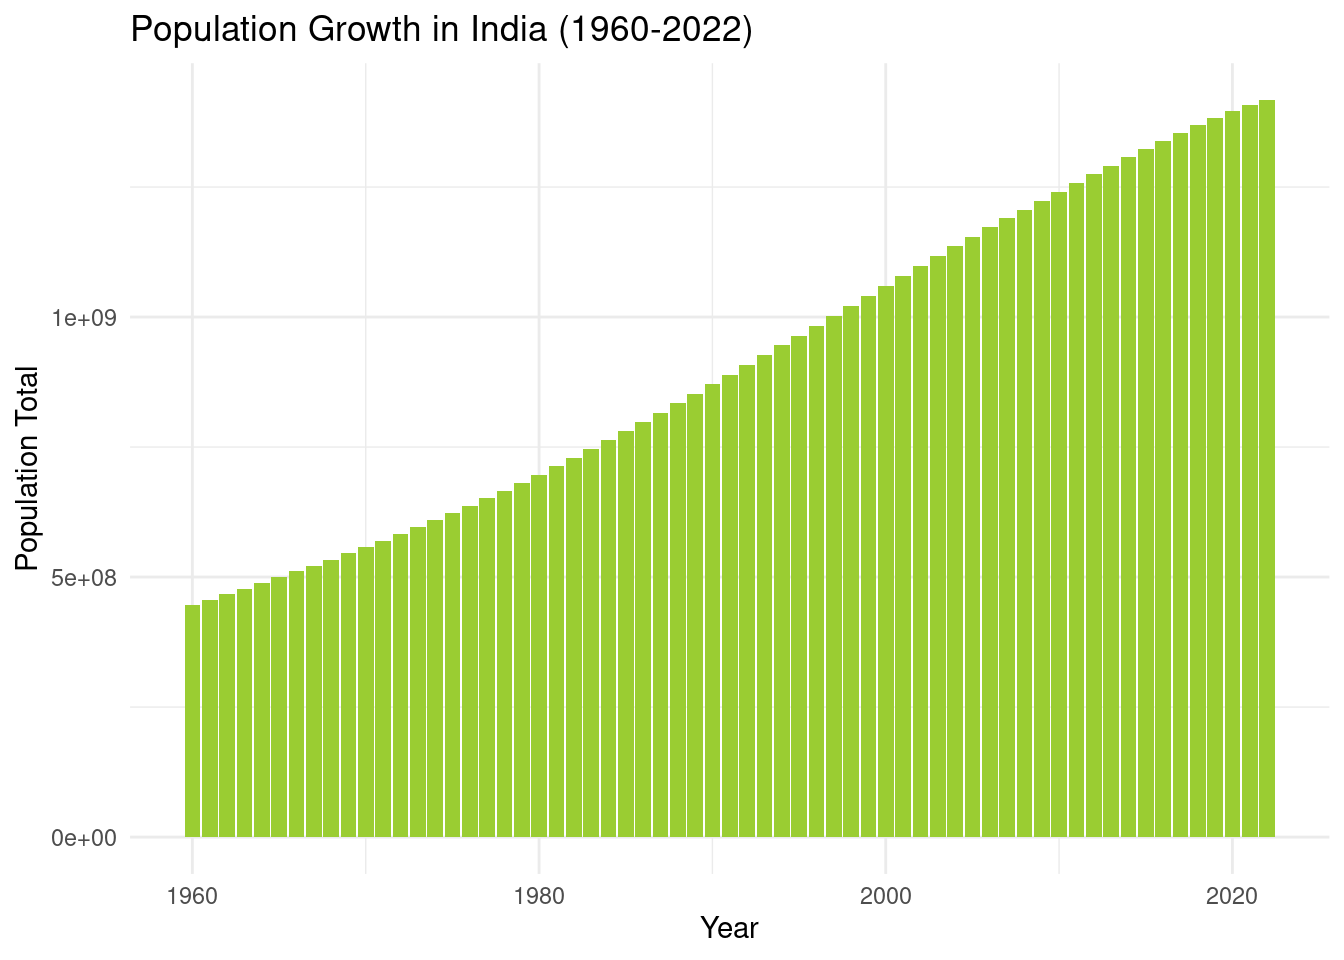 Population Growth in India (1960-2022)
Population Total
1e+09
5e+08
0e+00
1960 1980 2000 2020
Year